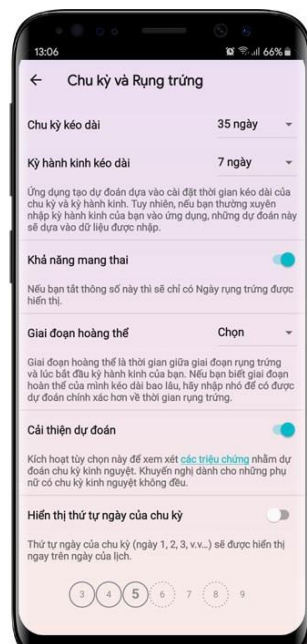 13:06 66%
Chu kỳ và Rụng trứng
Chu kỳ kéo dài 35 ngày
Kỳ hành kinh kéo dài 7 ngày
Ứng dụng tạo dự đoán dựa vào cài đặt thời gian kéo dài của
chu kỳ và kỳ hành kinh. Tuy nhiên, nếu bạn thường xuyên
nhập kỳ hành kinh của bạn vào ứng dụng, những dự đoán này
sẽ dựa vào dữ liệu được nhập.
Khả năng mang thai
Nếu bạn tắt thông số này thì sẽ chỉ có Ngày rụng trứng được
hiển thị.
Giai đoạn hoàng thể Chọn
Giai đoạn hoàng thể là thời gian giữa giai đoạn rụng trứng
và lúc bắt đầu kỳ hành kinh của bạn. Nếu bạn biết giai đoạn
hoàn thể của mình kéo dài bao lâu, hãy nhập nhó để có được
dự đoán chính xác hơn về thời gian rụng trứng.
Cải thiện dự đoán
Kích hoạt tùy chọn này để xem xét các triệu chứng nhằm dự
đoán chu kỳ kinh nguyệt. Khuyến nghị dành cho những phụ
nữ có chu kỳ kinh nguyệt không đều.
Hiển thị thứ tự ngày của chu kỳ
Thứ tự ngày của chu kỳ (ngày 1, 2, 3, v.v...) sẽ được hiển thị
ngay trên ngày của lịch.
3 4 5 6 7 8 9